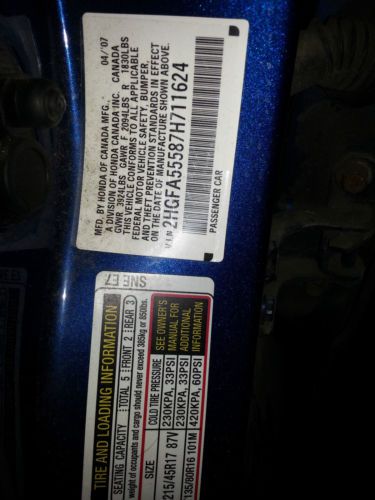 MFD. BY HONDA OF CANADA MFG., 04/'07
A DIVISION OF HONDA CANADA INC. CANADA
GVWR 3924LBS GAWR F 2094LBS R 1830LBS
THIS VEHICLE CONFORMS TO ALL APPLICABLE
FEDERAL MOTOR VEHICLE SAFETY, BUMPER,
AND THEFT PREVENTION STANDARDS IN EFFECT
ON THE DATE OF MANUFACTURE SHOWN ABOVE.
V.I.N. 2HGFA55587H711624
PASSENGER CAR
SNE E7
TIRE AND LOADING INFORMATION
SEATING CAPACITY TOTAL 5 FRONT 2 REAR 3
weight of occupants and cargo should never exceed 385kg or 850lbs.
SIZE COLD TIRE PRESSURE SEE OWNER'S
MANUAL FOR
ADDITIONAL
INFORMATION
215/45R17 87V 230KPA, 33PSI
230KPA, 33PSI
135/80R16 101M 420KPA, 60PSI